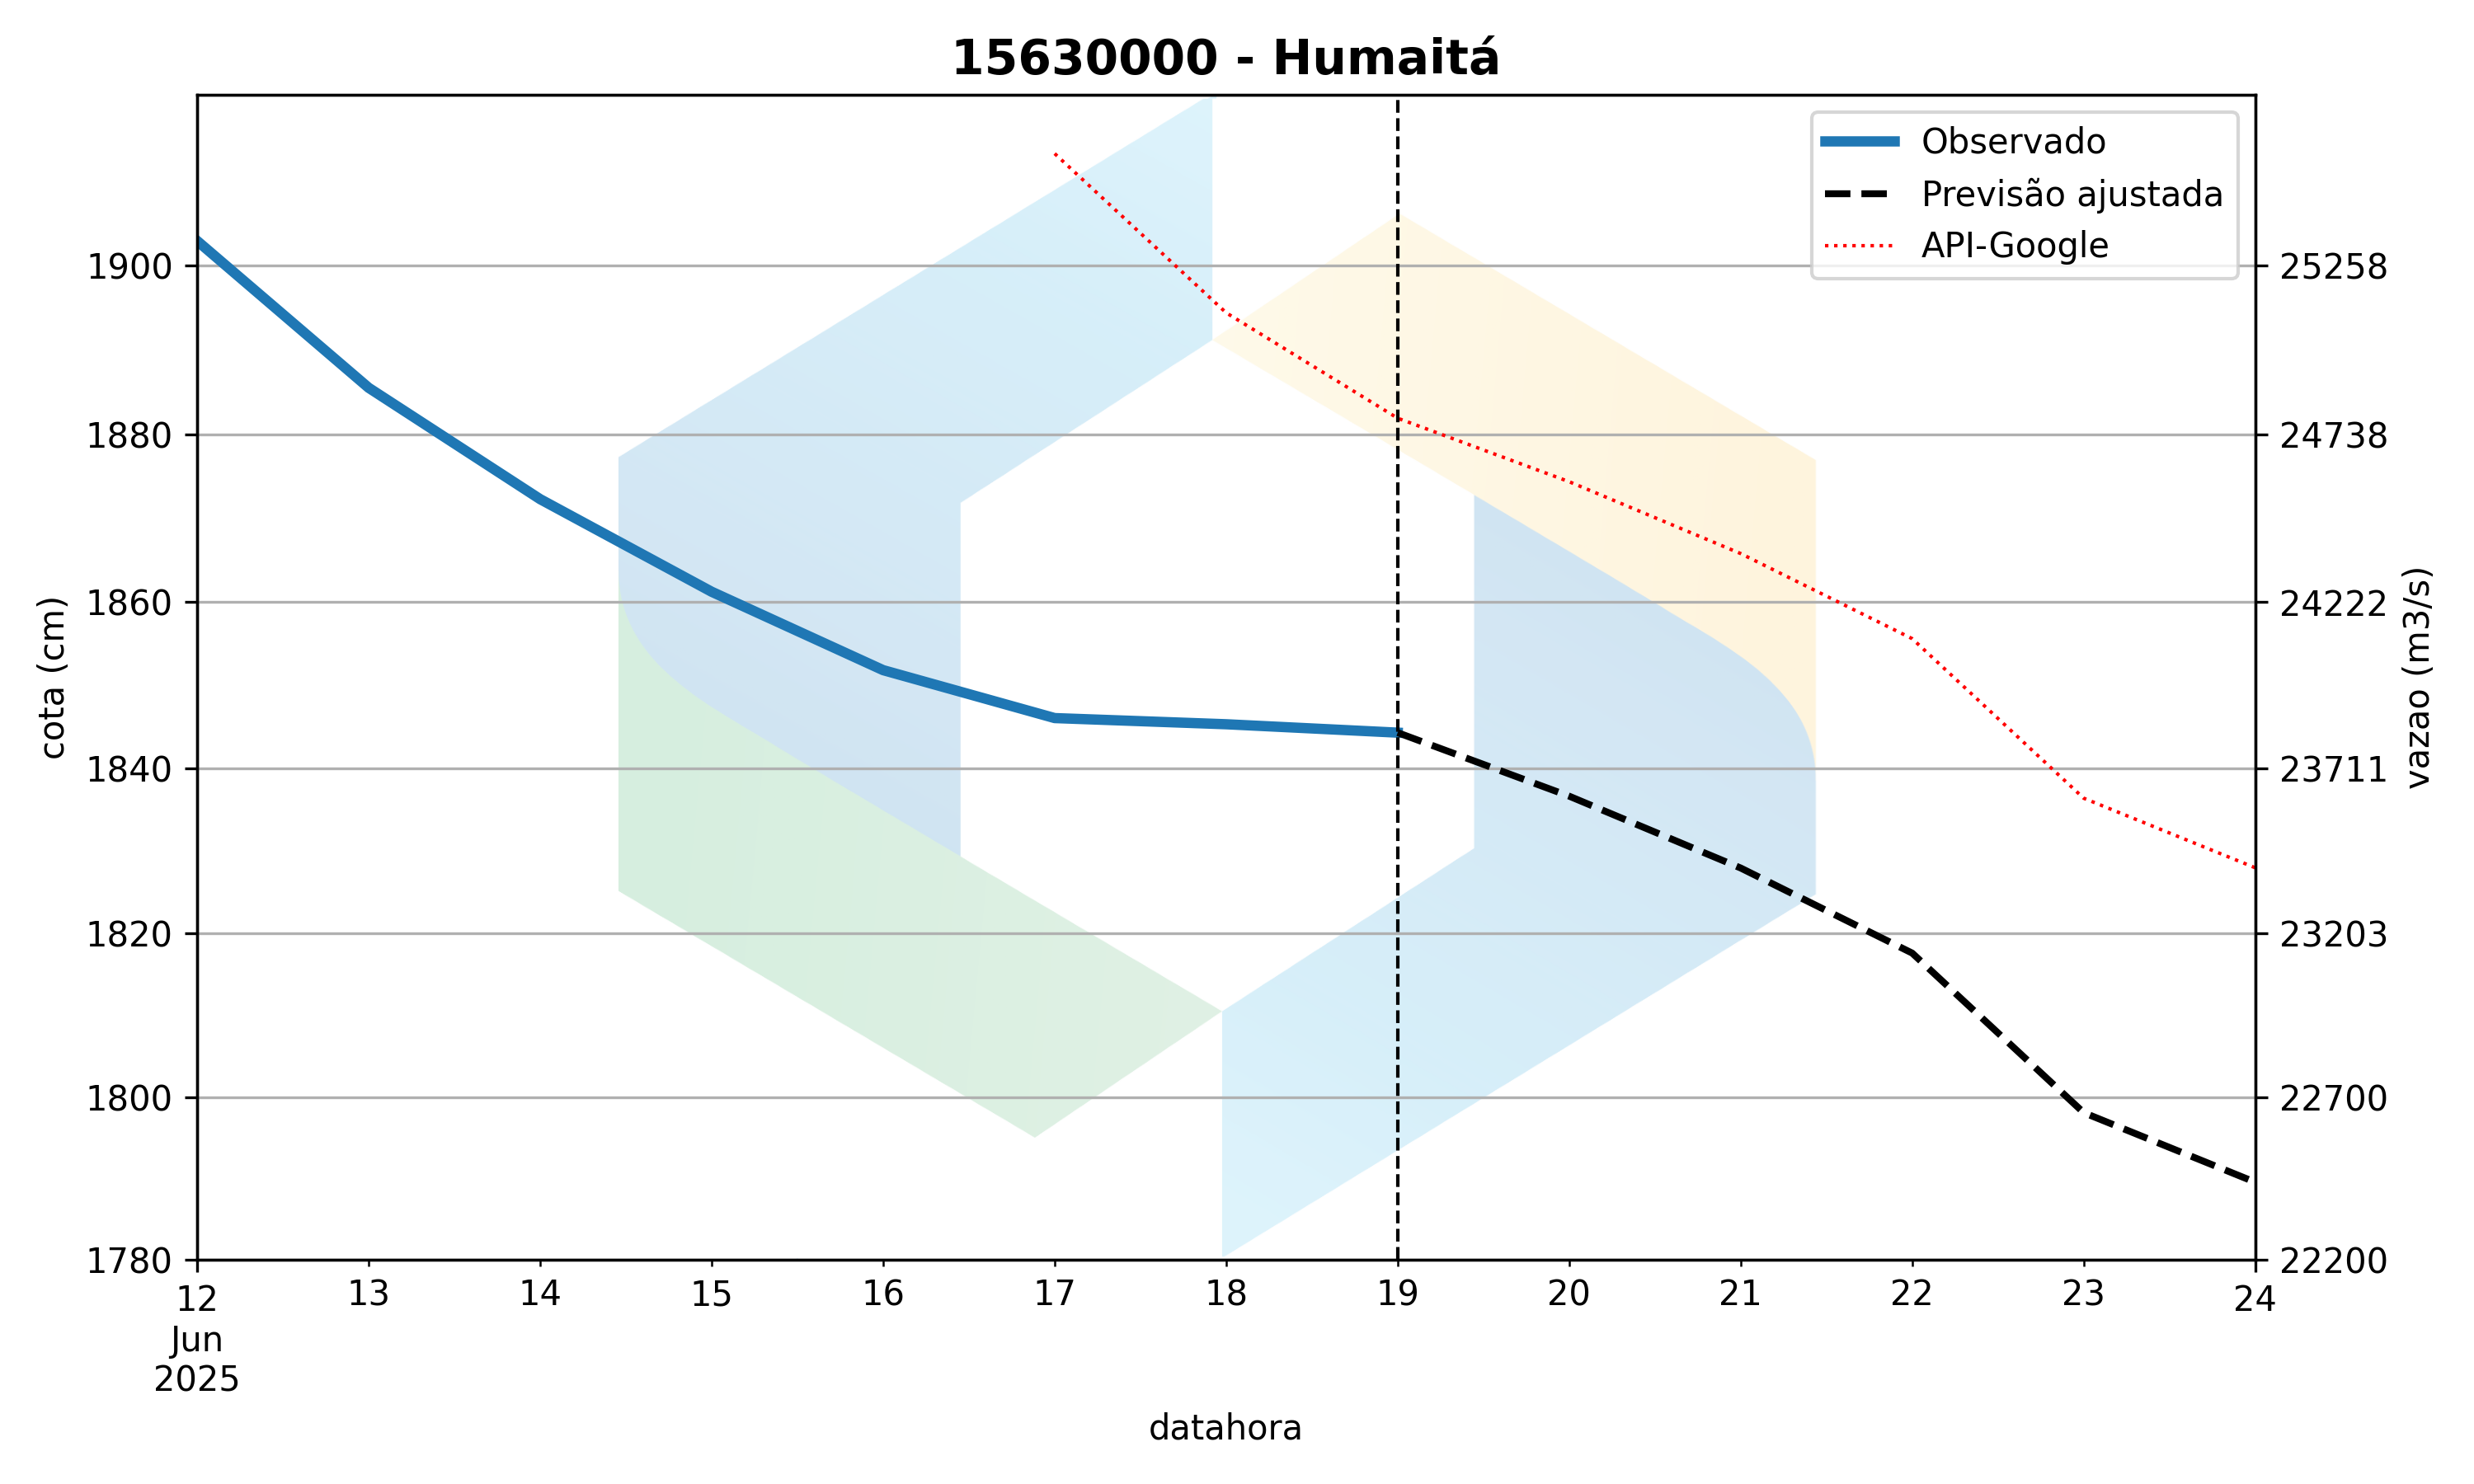 15630000 - Humaitá
Observado
Previsão ajustada
API-Google
cota (cm)
1900
1880
1860
1840
1820
1800
1780
25258
24738
24222
23711
23203
22700
22200
vazao (m3/s)
12 13 14 15 16 17 18 19 20 21 22 23 24
Jun
2025
datahora